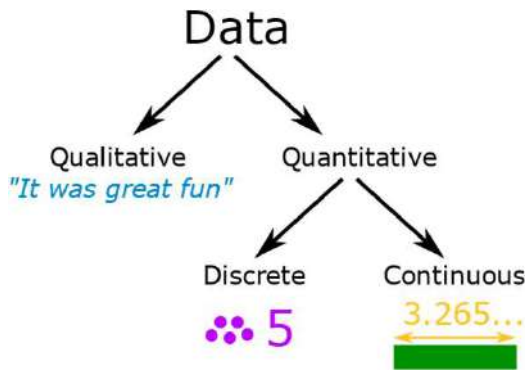 Data
Qualitative
"It was great fun"
Quantitative
Discrete
5
Continuous
3.265...